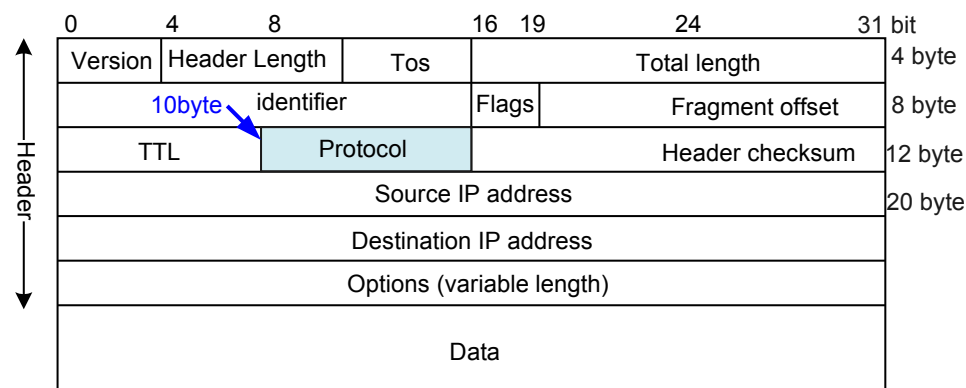 0 4 8 16 19 24 31 bit
Version Header Length Tos Total length 4 byte
10byte identifier Flags Fragment offset 8 byte
TTL Protocol Header checksum 12 byte
Header
Source IP address 20 byte
Destination IP address
Options (variable length)
Data